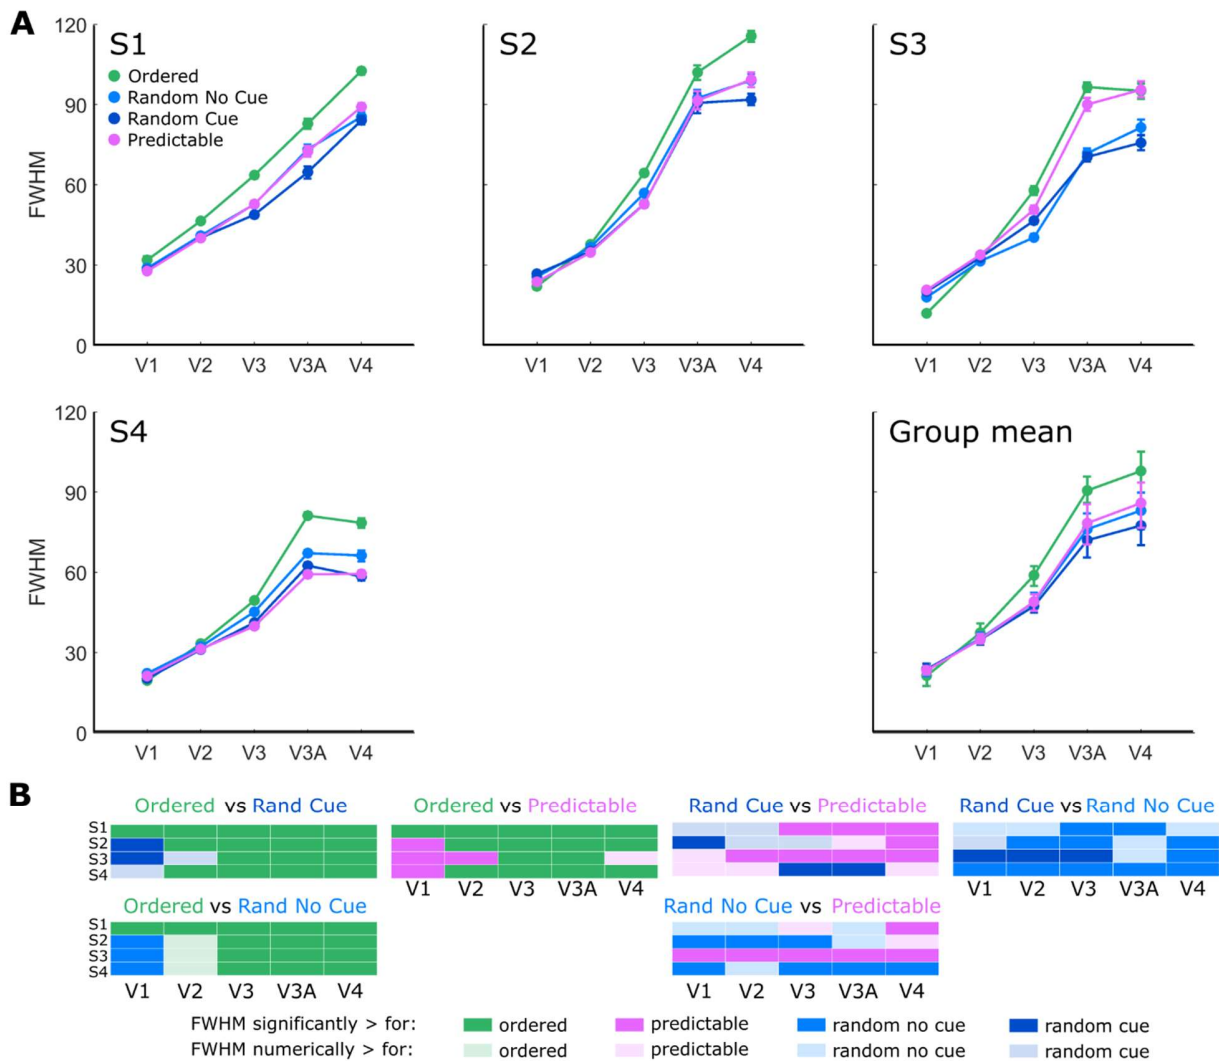 A
S1
Ordered
Random No Cue
Random Cue
Predictable
FWHM
120
90
60
30
0
V1 V2 V3 V3A V4
S2
V1 V2 V3 V3A V4
S3
V1 V2 V3 V3A V4
S4
FWHM
120
90
60
30
0
V1 V2 V3 V3A V4
Group mean
V1 V2 V3 V3A V4
B
Ordered vs Rand Cue
S1
S2
S3
S4
Ordered vs Predictable
V1 V2 V3 V3A V4
Rand Cue vs Predictable
Rand Cue vs Rand No Cue
V1 V2 V3 V3A V4
Ordered vs Rand No Cue
S1
S2
S3
S4
V1 V2 V3 V3A V4
Rand No Cue vs Predictable
V1 V2 V3 V3A V4
FWHM significantly > for: ordered predictable random no cue random cue
FWHM numerically > for: ordered predictable random no cue random cue